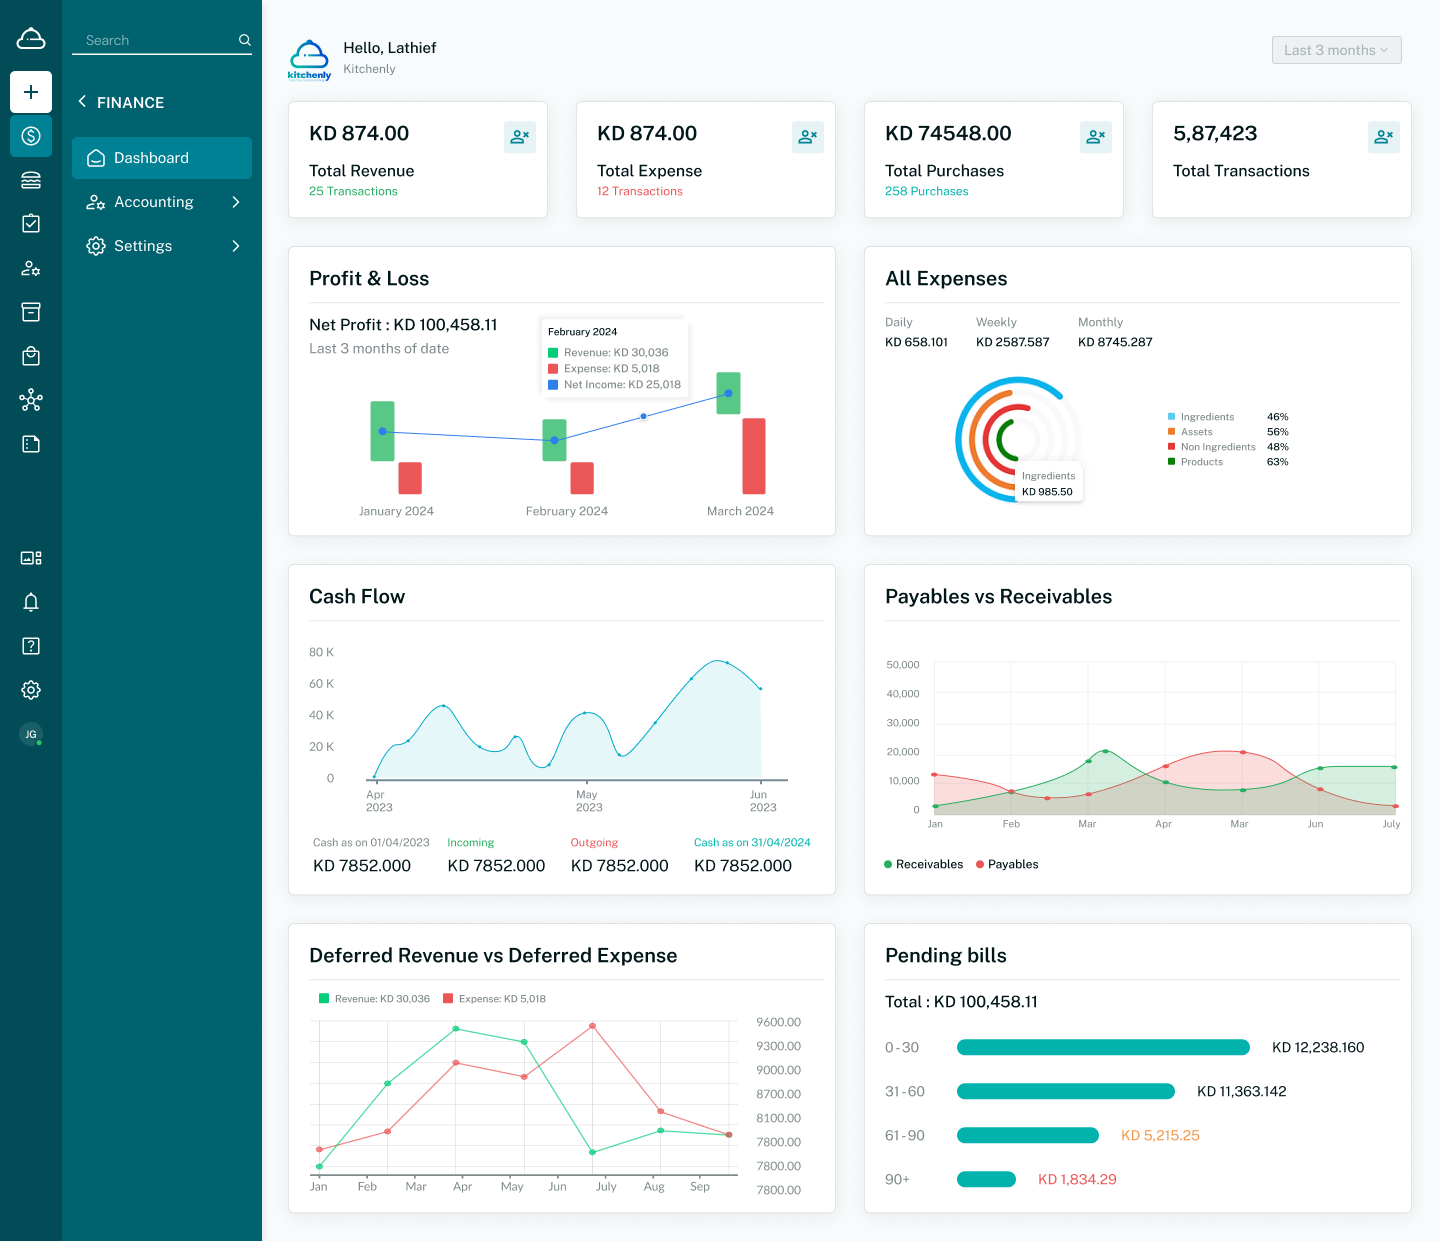 Search
FINANCE
Dashboard
Accounting
Settings
JG
kitchenly
Hello, Lathief
Kitchenly
Last 3 months
KD 874.00
Total Revenue
25 Transactions
KD 874.00
Total Expense
12 Transactions
KD 74548.00
Total Purchases
258 Purchases
5,87,423
Total Transactions
Profit & Loss
Net Profit : KD 100,458.11
Last 3 months of date
February 2024
Revenue: KD 30,036
Expense: KD 5,018
Net Income: KD 25,018
January 2024
February 2024
March 2024
All Expenses
Daily
KD 658.101
Weekly
KD 2587.587
Monthly
KD 8745.287
Ingredients
KD 985.50
Ingredients 46%
Assets 56%
Non Ingredients 48%
Products 63%
Cash Flow
80 K
60 K
40 K
20 K
0
Apr
2023
May
2023
Jun
2023
Cash as on 01/04/2023
KD 7852.000
Incoming
KD 7852.000
Outgoing
KD 7852.000
Cash as on 31/04/2024
KD 7852.000
Payables vs Receivables
50,000
40,000
30,000
20,000
10,000
0
Jan Feb Mar Apr Mar Jun July
Receivables Payables
Deferred Revenue vs Deferred Expense
Revenue: KD 30,036 Expense: KD 5,018
9600.00
9300.00
9000.00
8700.00
8100.00
7800.00
7800.00
7800.00
Jan Feb Mar Apr May Jun July Aug Sep
Pending bills
Total : KD 100,458.11
0-30 KD 12,238.160
31-60 KD 11,363.142
61-90 KD 5,215.25
90+ KD 1,834.29